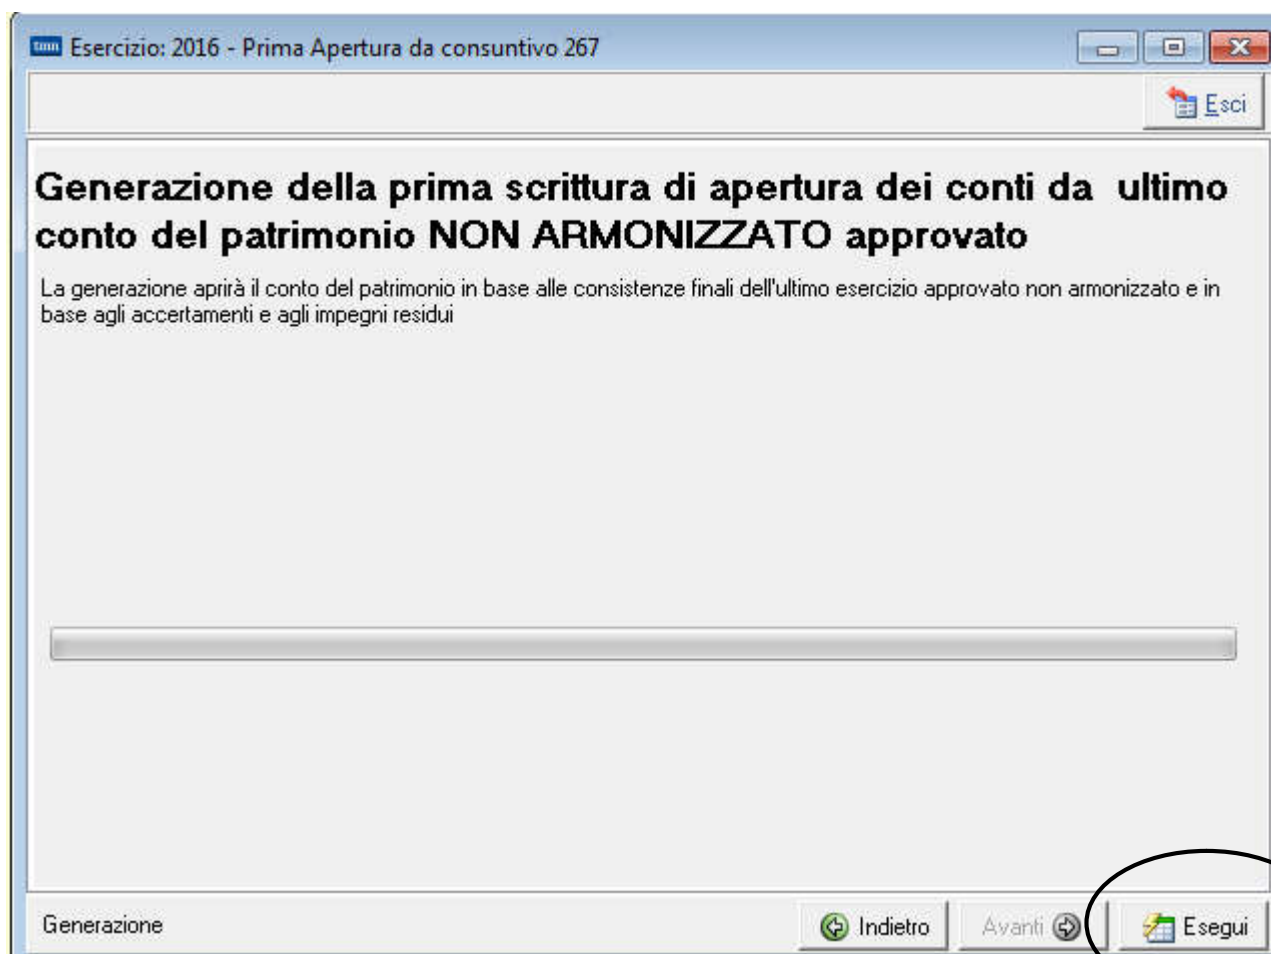 Esercizio: 2016 - Prima Apertura da consuntivo 267
Esci
Generazione della prima scrittura di apertura dei conti da  ultimo
conto del patrimonio NON ARMONIZZATO approvato
La generazione aprirà il conto del patrimonio in base alle consistenze finali dell'ultimo esercizio approvato non armonizzato e in
base agli accertamenti e agli impegni residui
Generazione
Indietro
Avanti
Esegui